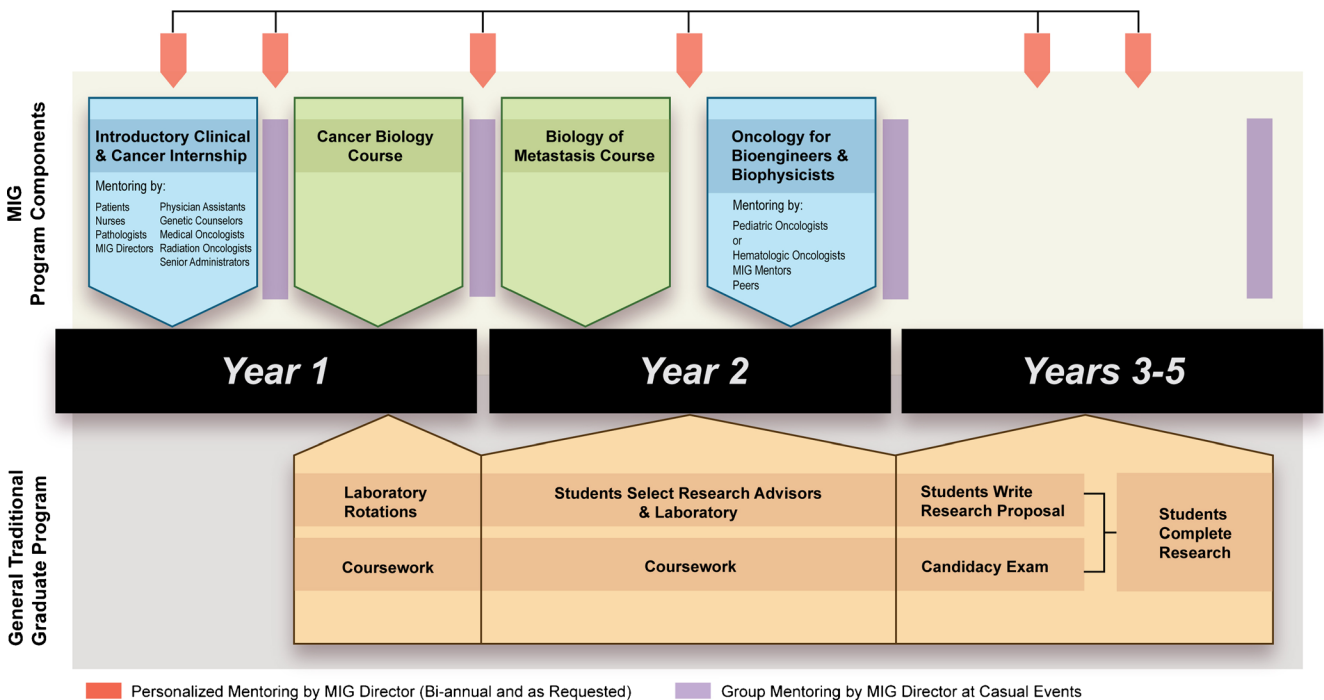 MIG
Program Components
Introductory Clinical
& Cancer Internship
Mentoring by:
Patients
Nurses
Pathologists
MIG Directors
Physician Assistants
Genetic Counselors
Medical Oncologists
Radiation Oncologists
Senior Administrators
Cancer Biology
Course
Biology of
Metastasis Course
Oncology for
Bioengineers &
Biophysicists
Mentoring by:
Pediatric Oncologists
or
Hematologic Oncologists
MIG Mentors
Peers
Year 1
Year 2
Years 3-5
General Traditional
Graduate Program
Laboratory
Rotations
Coursework
Students Select Research Advisors
& Laboratory
Coursework
Students Write
Research Proposal
Candidacy Exam
Students
Complete
Research
Personalized Mentoring by MIG Director (Bi-annual and as Requested)
Group Mentoring by MIG Director at Casual Events